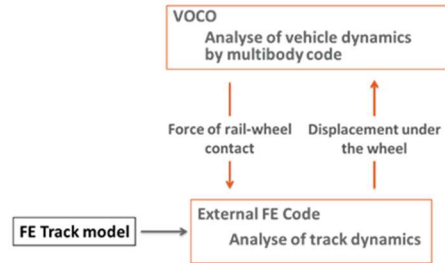 VOCO
Analyse of vehicle dynamics
by multibody code
Force of rail-wheel
contact
Displacement under
the wheel
External FE Code
Analyse of track dynamics
FE Track model